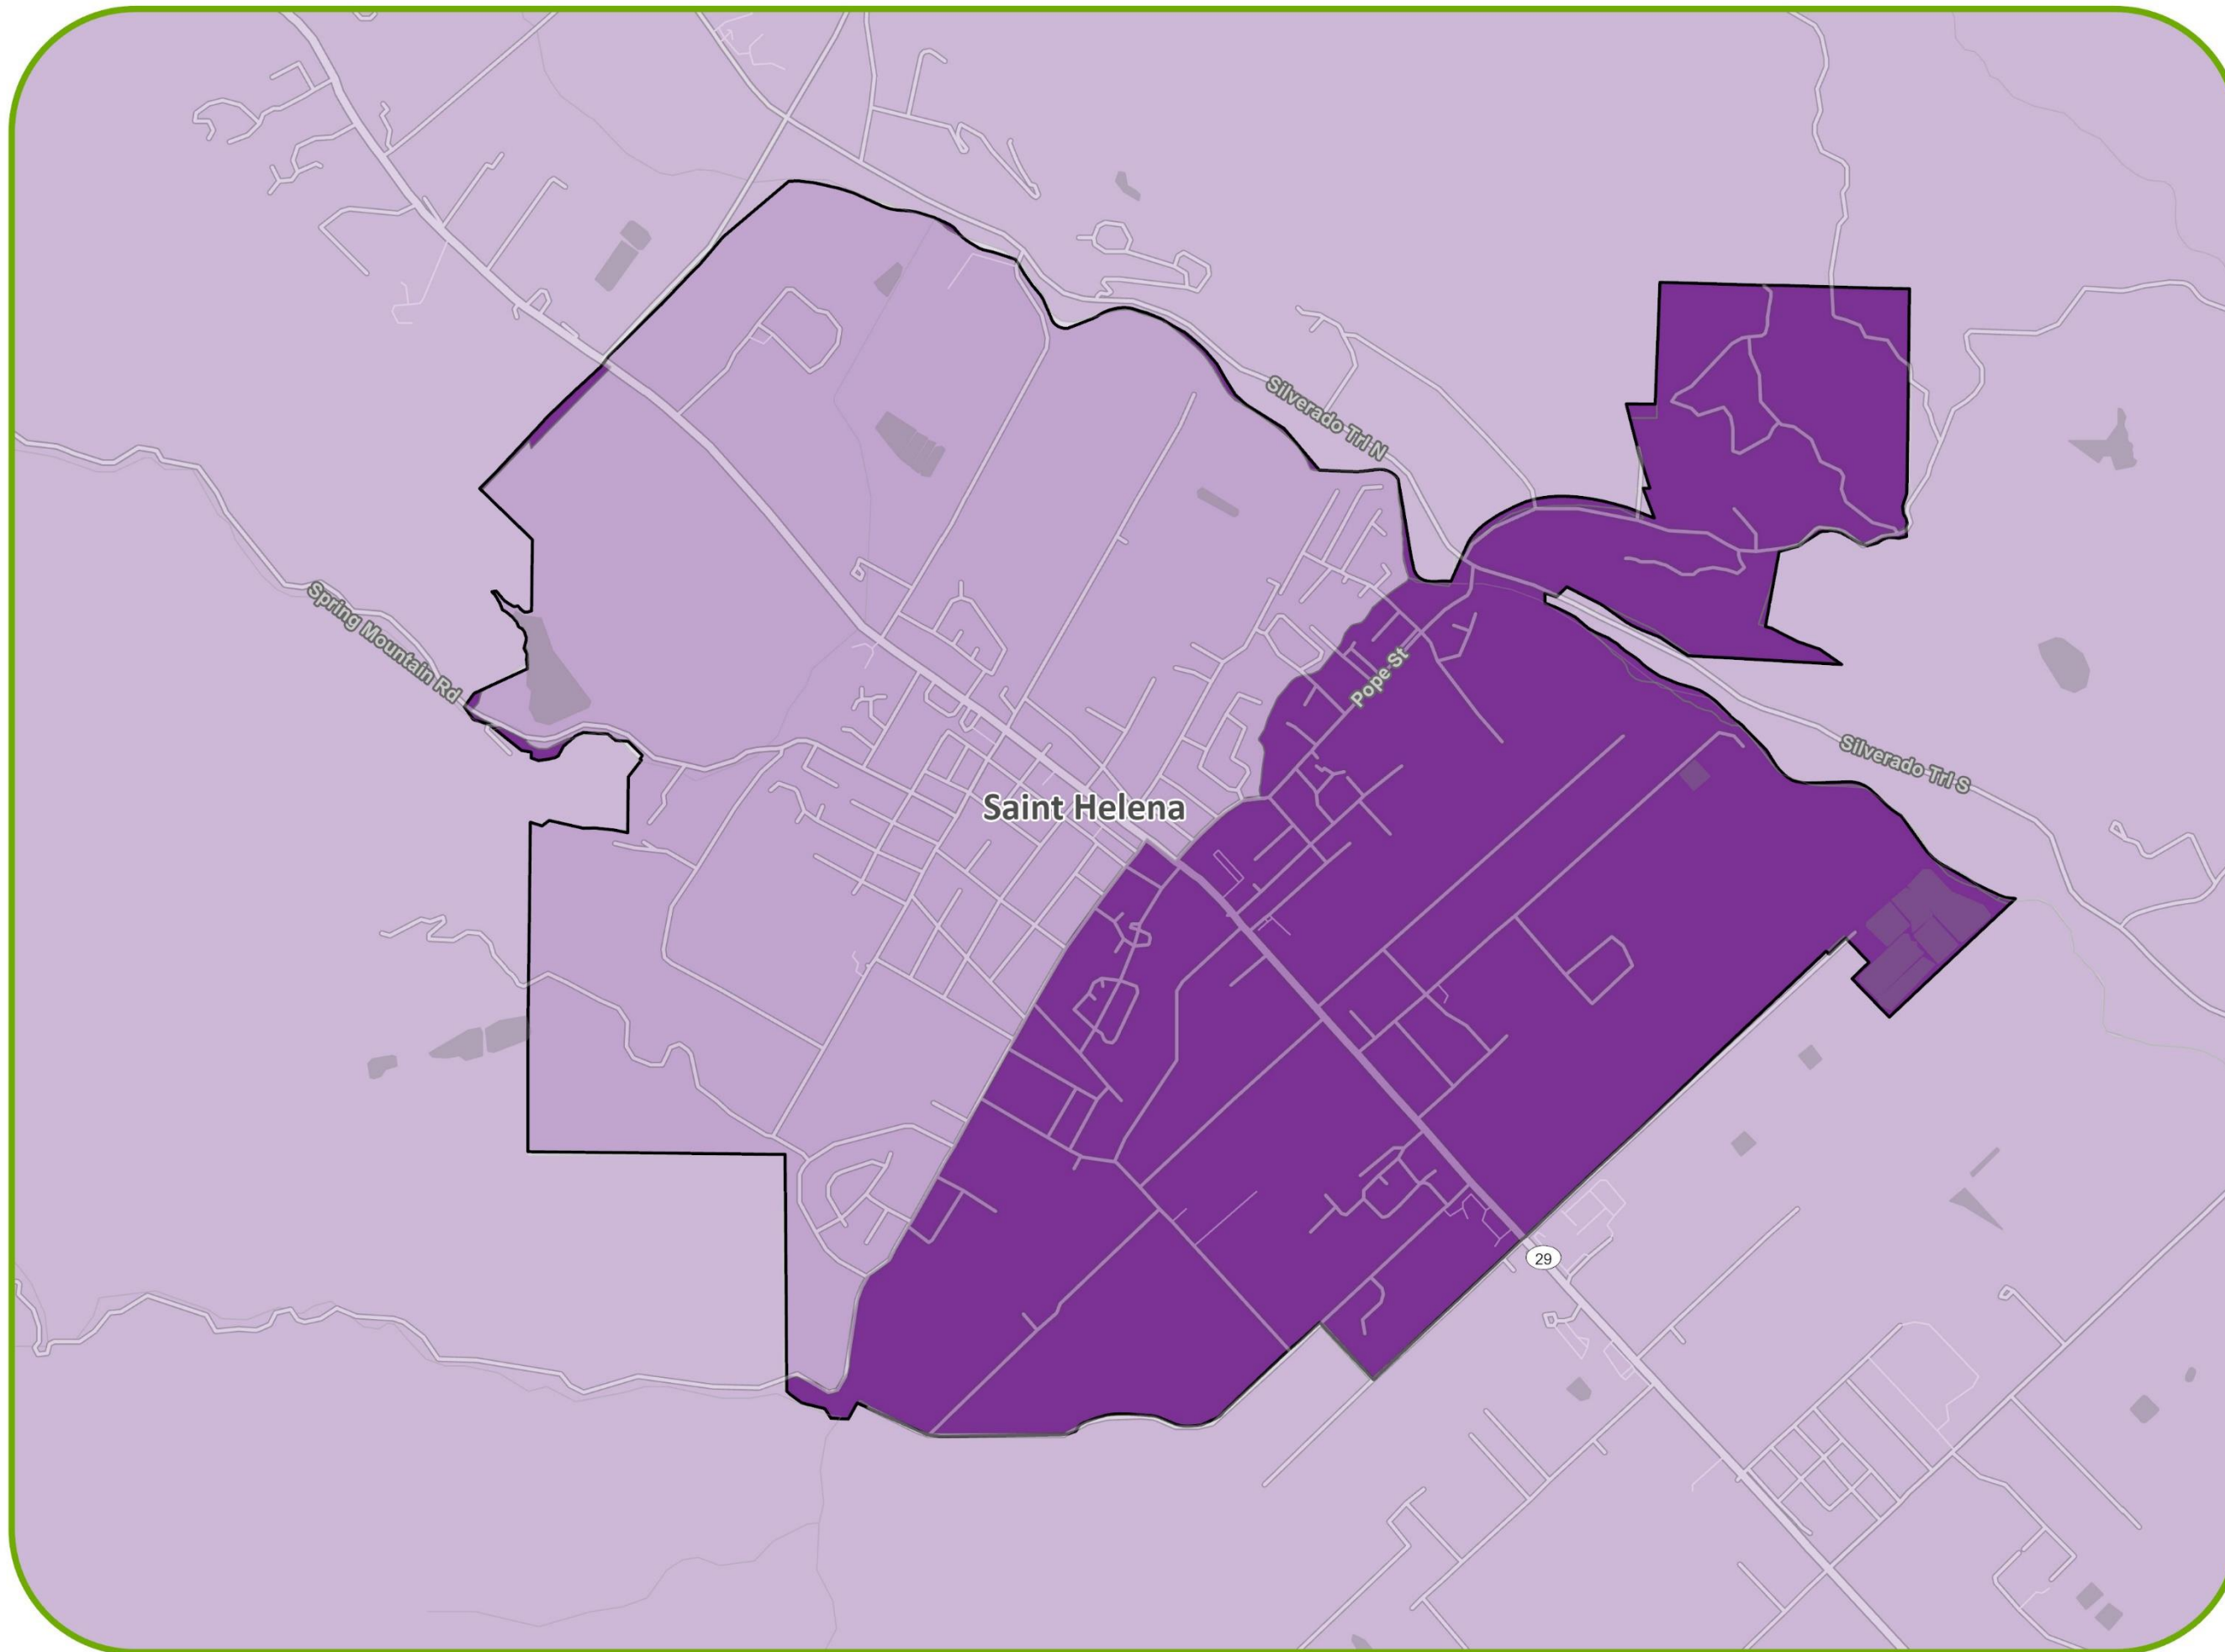 Silverado Trl N
Spring Mountain Rd
Pope St
Silverado Trl S
Saint Helena
29